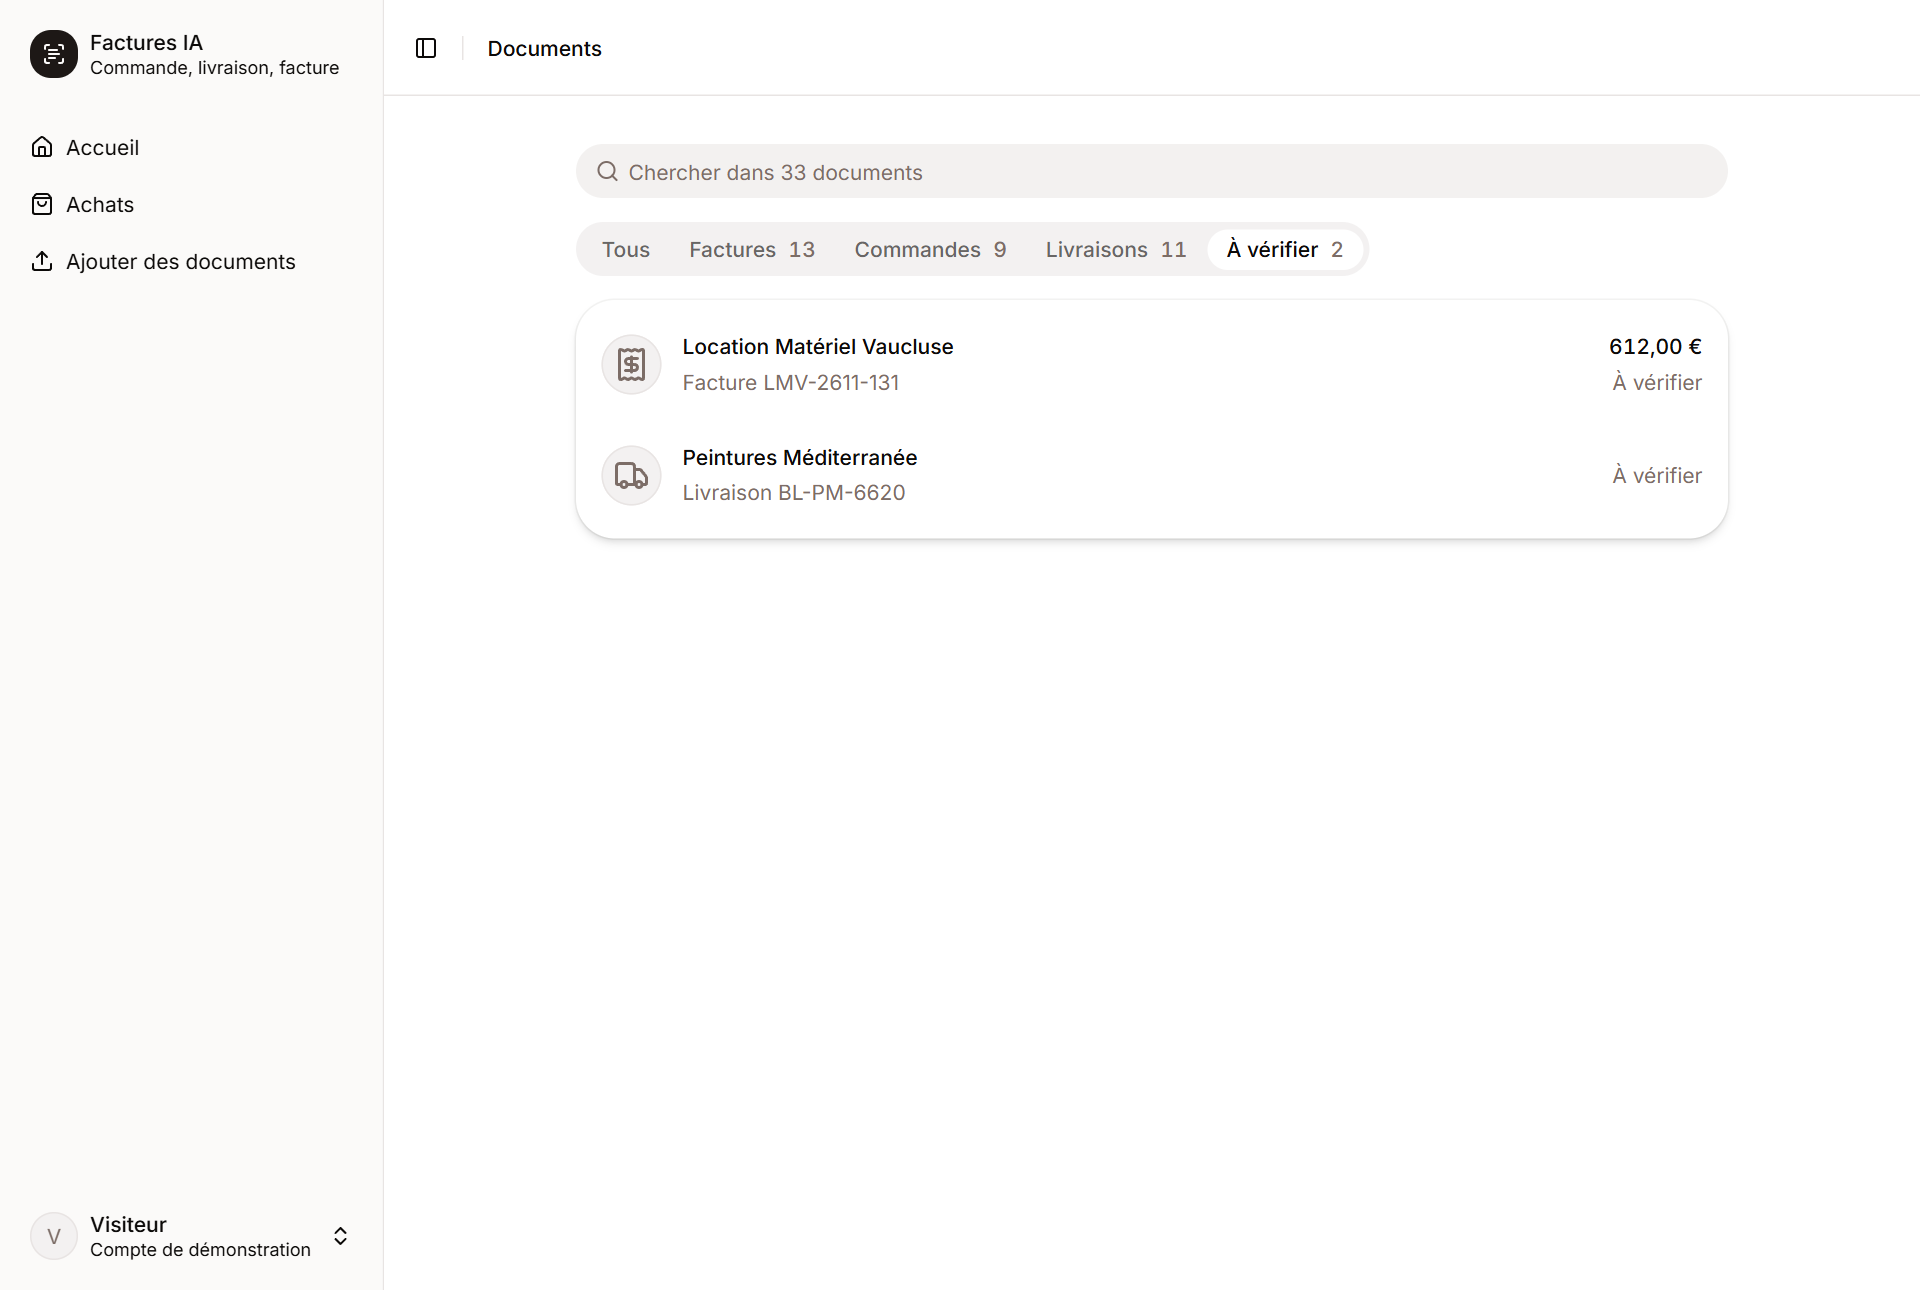 Factures IA
Commande, livraison, facture
Accueil
Achats
Ajouter des documents
Visiteur
Compte de démonstration
V
Documents
Chercher dans 33 documents
Tous Factures 13 Commandes 9 Livraisons 11 À vérifier 2
Location Matériel Vaucluse 612,00 €
Facture LMV-2611-131 À vérifier
Peintures Méditerranée
À vérifier
Livraison BL-PM-6620